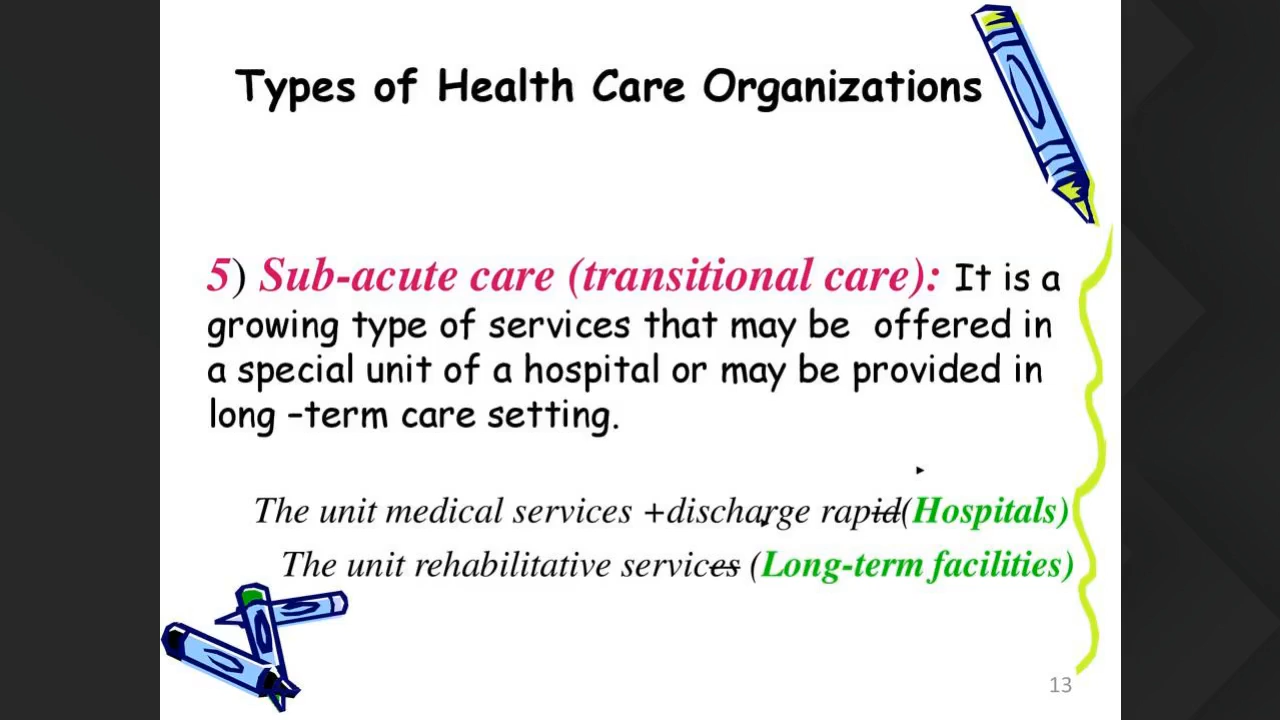 Types of Health Care Organizations
5) Sub-acute care (transitional care): It is a
growing type of services that may be offered in
a special unit of a hospital or may be provided in
long –term care setting.
The unit medical services +discharge rapid(Hospitals)
The unit rehabilitative services (Long-term facilities)
13